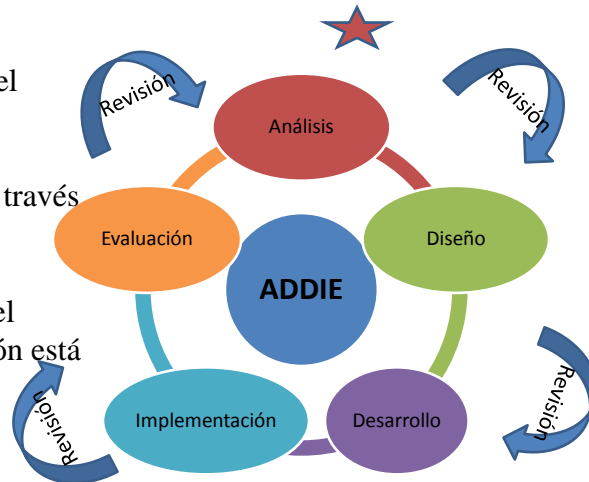 el
través
el
ón está
Revisión
Revisión
Análisis
Evaluación
Diseño
ADDIE
Implementación
Desarrollo
Revisión
Revisión